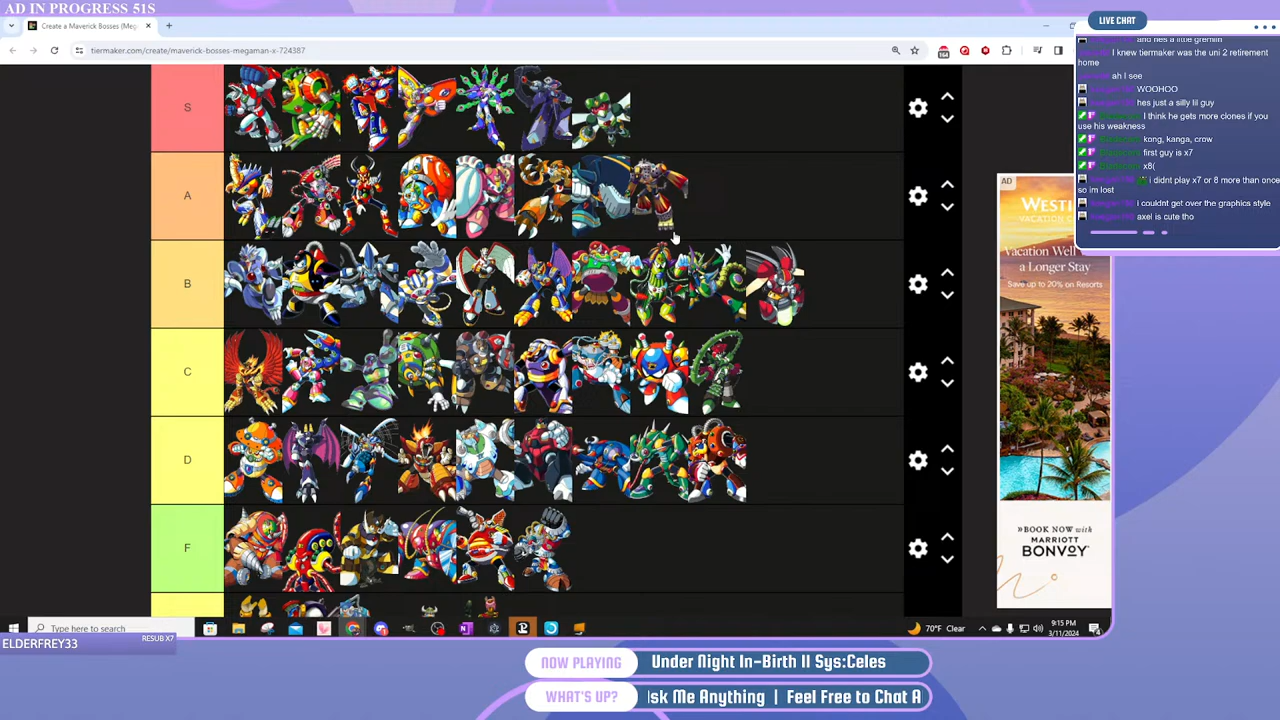 AD IN PROGRESS 51S
Create a Maverick Bosses (Meg
tiermaker.com/create/maverick-bosses-megaman-x-724387
LIVE CHAT
and hes a little gremlin
I knew tiermaker was the uni 2 retirement
home
ah I see
WOOHOO
hes just a silly lil guy
I think he gets more clones if you
use his weakness
kong, kanga, crow
first guy is x7
x8(
i didnt play x7 or 8 more than once
so im lost
i couldnt get over the graphics style
axel is cute tho
S
A
B
C
D
F
AD
WESTI
VACATION C
Vacation Well
a Longer Stay
Save up to 20% on Resorts
»BOOK NOW with
MARRIOTT
BONVOY™
Type here to search
70°F Clear
9:15 PM
3/11/2024
ELDERFREY33
RESUB X7
NOW PLAYING
Under Night In-Birth II Sys:Celes
WHAT'S UP?
sk Me Anything | Feel Free to Chat A